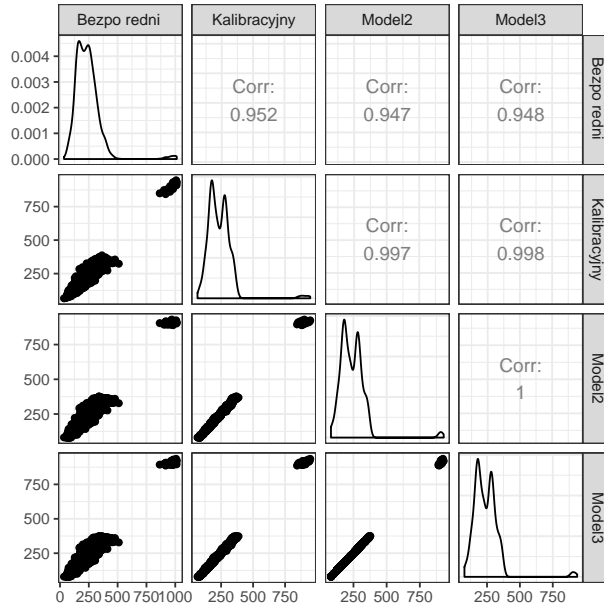 Bezpo redni Kalibracyjny Model2 Model3
0.004
0.003
0.002
0.001
0.000
Corr:
0.952
Corr:
0.947
Corr:
0.948
Bezpo redni
750
500
250
Corr:
0.997
Corr:
0.998
Kalibracyjny
750
500
250
Corr:
1
Model2
750
500
250
Model3
0 250 500 750 1000 250 500 750 250 500 750 250 500 750